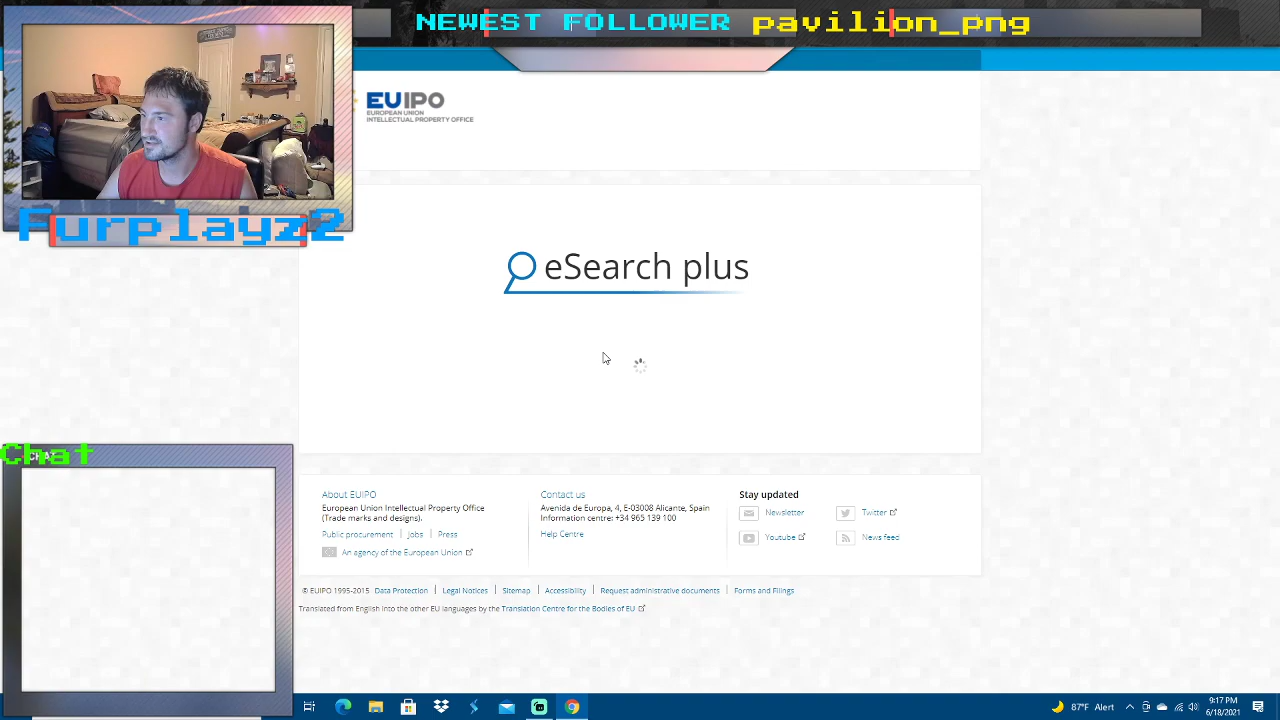 NEWEST FOLLOWER pavilion_png
EUIPO
EUROPEAN UNION
INTELLECTUAL PROPERTY OFFICE
Furplayz2
eSearch plus
Chat
About EUIPO
European Union Intellectual Property Office
(Trade marks and designs).
Public procurement | Jobs | Press
An agency of the European Union
Contact us
Avenida de Europa, 4, E-03008 Alicante, Spain
Information centre: +34 965 139 100
Help Centre
Stay updated
Newsletter
Twitter
Youtube
News feed
© EUIPO 1995-2015 Data Protection | Legal Notices | Sitemap | Accessibility | Request administrative documents | Forms and Filings
Translated from English into the other EU languages by the Translation Centre for the Bodies of EU
87°F Alert
9:17 PM
6/18/2021